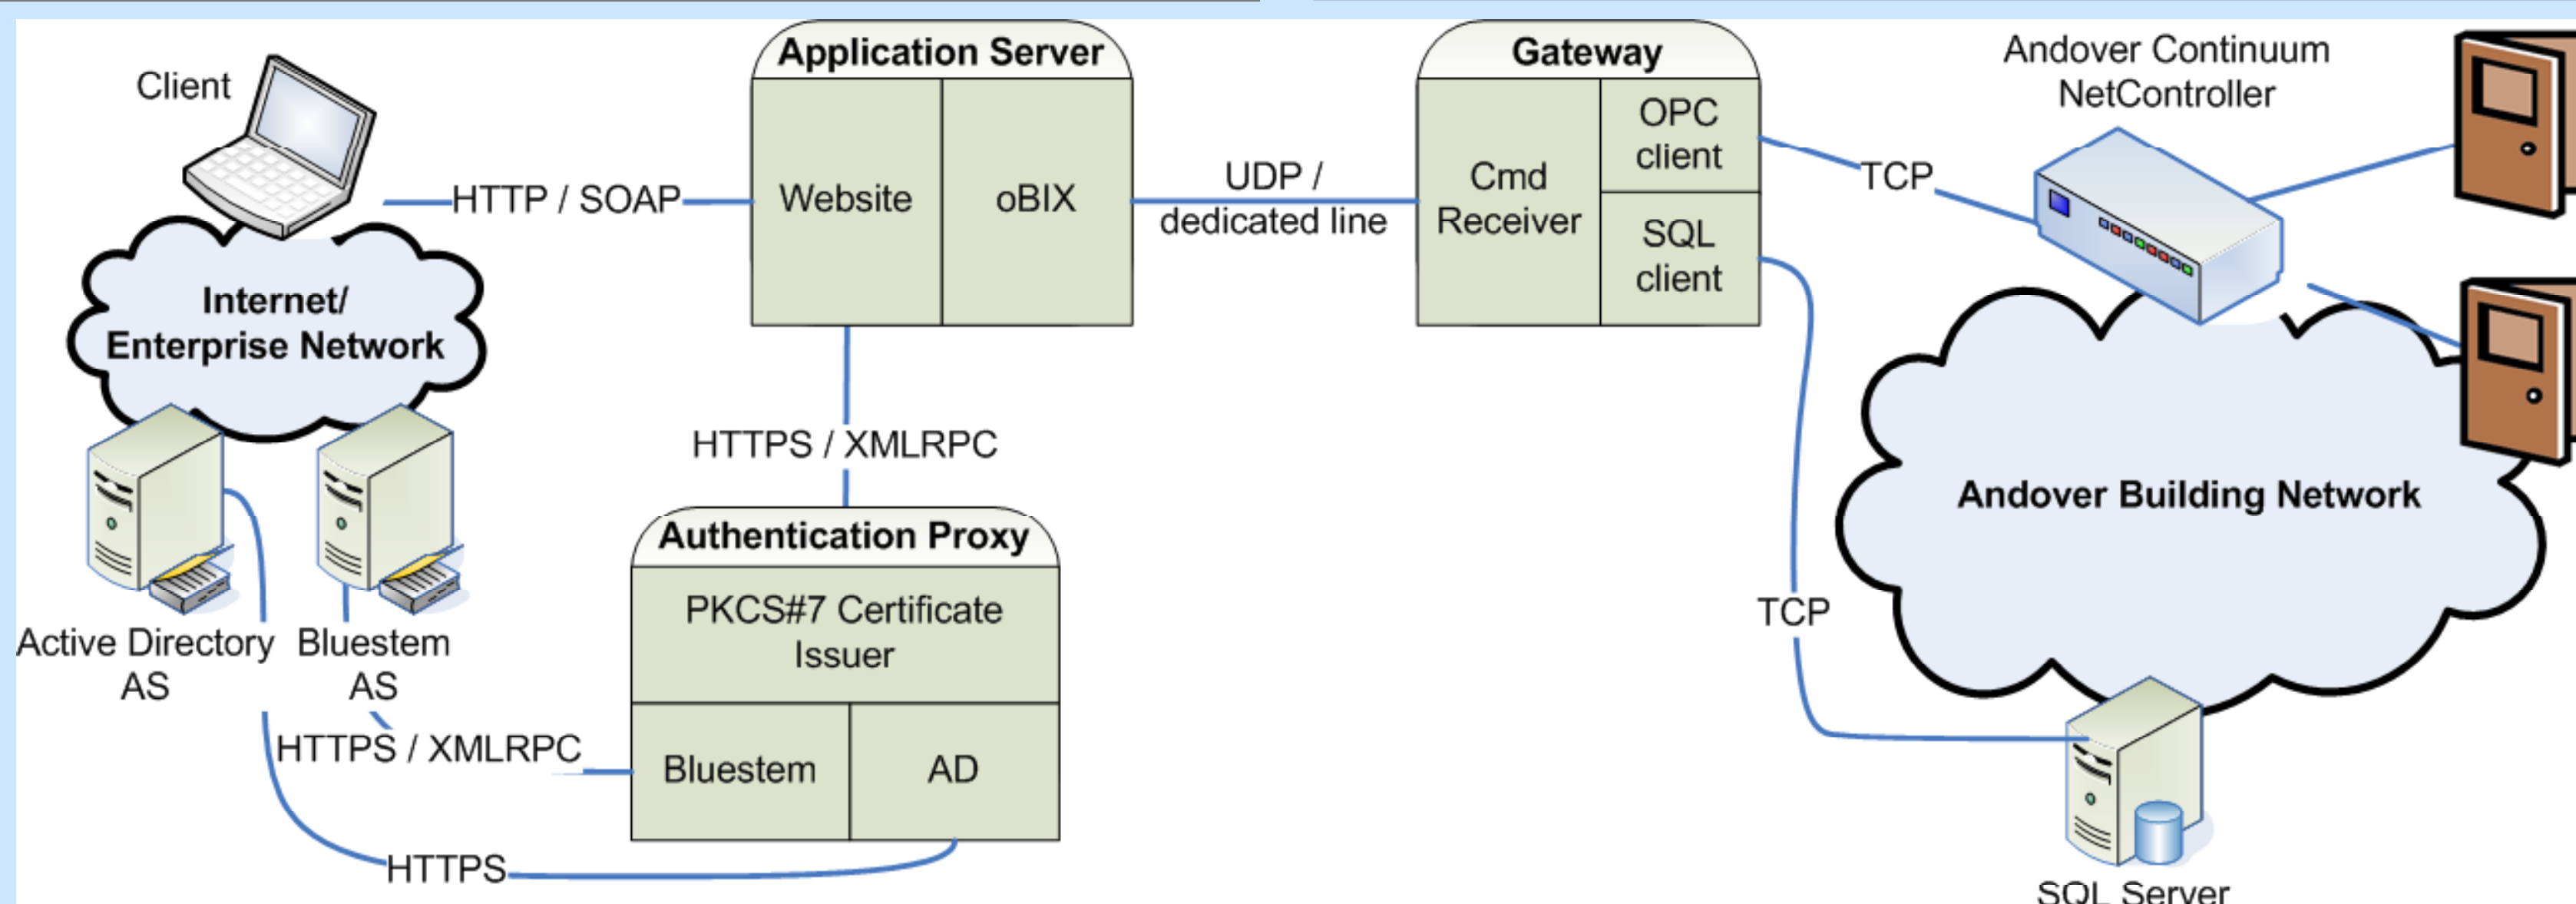 Client
HTTP / SOAP
Internet/
Enterprise Network
Active Directory
AS
Bluestem
AS
HTTPS / XMLRPC
HTTPS
Application Server
Website
oBIX
HTTPS / XMLRPC
Authentication Proxy
PKCS#7 Certificate
Issuer
Bluestem
AD
UDP /
dedicated line
Gateway
Cmd
Receiver
OPC
client
SQL
client
TCP
TCP
Andover Continuum
NetController
Andover Building Network
SQL Server